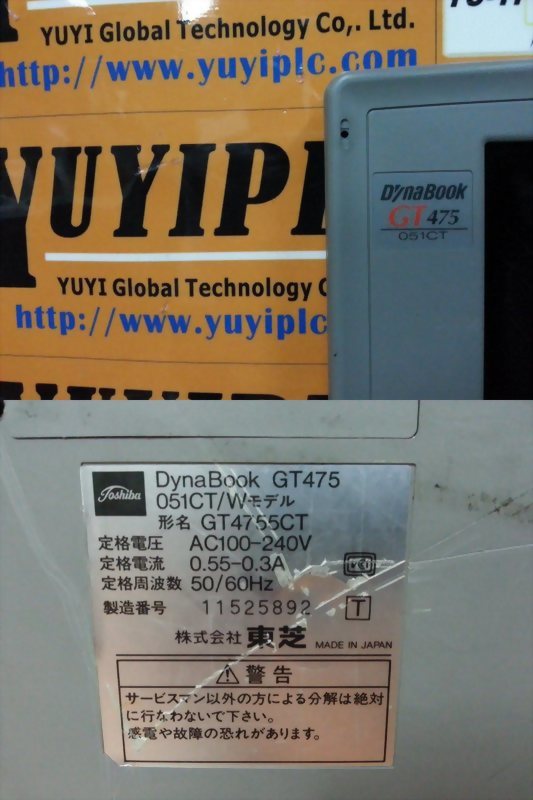 YUYI Global Technology Co,. Ltd.
http://www.yuyiplc.com
DynaBook
GT 475
051CT
YUYIPL
YUYI Global Technology C
http://www.yuyiplc
Toshiba
DynaBook GT475
051CT/Wモデル
形名 GT4755CT
定格電圧 AC100-240V
定格電流 0.55-0.3A
定格周波数 50/60Hz
製造番号 11525892 T
株式会社 東芝 MADE IN JAPAN
⚠ 警告
サービスマン以外の方による分解は絶対
に行なわないで下さい。
感電や故障の恐れがあります。